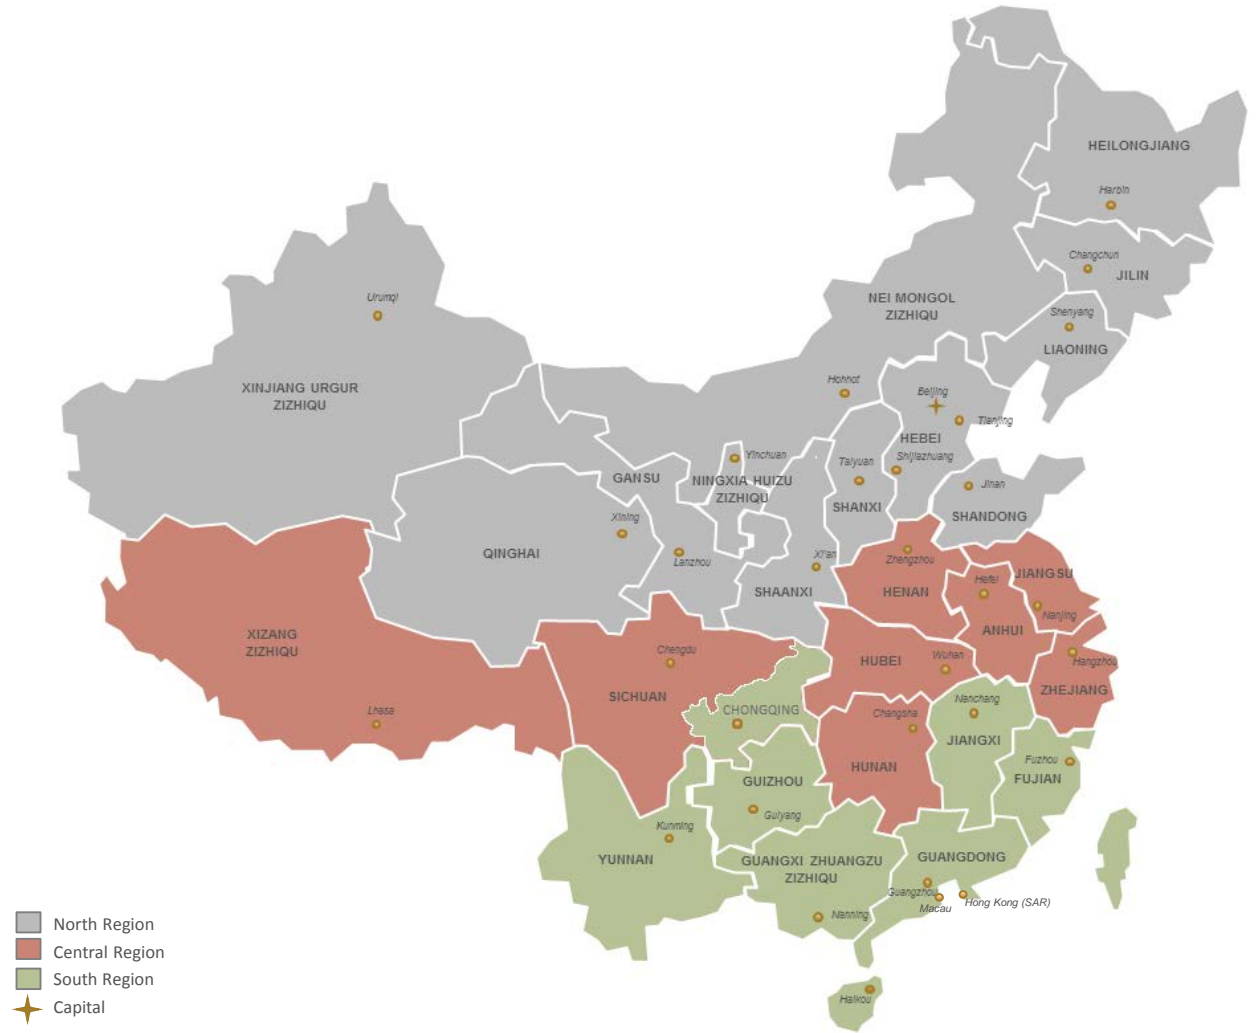 HEILONGJIANG
Harbin
Changchun
JILIN
NEI MONGOL
ZIZHIQU
Shenyang
LIAONING
Urumqi
XINJIANG URGUR
ZIZHIQU
Hohhot
Beijing
Tianjing
HEBEI
Shijiazhuang
Taiyuan
SHANXI
Yinchuan
NINGXIA HUIZU
ZIZHIQU
GANSU
Jinan
SHANDONG
Xining
QINGHAI
Lanzhou
Xi'an
SHAANXI
Zhengzhou
HENAN
JIANGSU
Hefei
Nanjing
ANHUI
XIZANG
ZIZHIQU
Chengdu
SICHUAN
HUBEI
Wuhan
Hangzhou
ZHEJIANG
Lhasa
CHONGQING
Changsha
HUNAN
Nanchang
JIANGXI
Fuzhou
FUJIAN
GUIZHOU
Guiyang
Kunming
YUNNAN
GUANGXI ZHUANGZU
ZIZHIQU
Nanning
GUANGDONG
Guangzhou
Macau
Hong Kong (SAR)
Haikou
North Region
Central Region
South Region
Capital